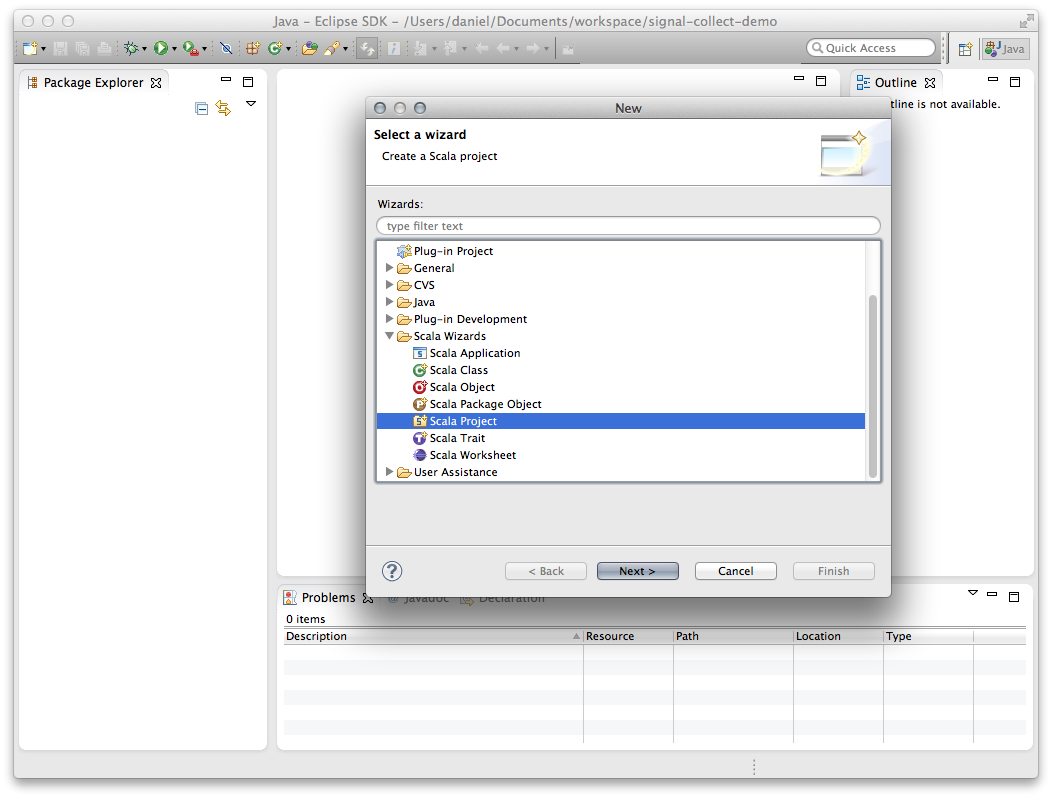 Java - Eclipse SDK - /Users/daniel/Documents/workspace/signal-collect-demo
Quick Access
Java
Package Explorer
Outline
tline is not available.
New
Select a wizard
Create a Scala project
Wizards:
type filter text
Plug-in Project
General
CVS
Java
Plug-in Development
Scala Wizards
Scala Application
Scala Class
Scala Object
Scala Package Object
Scala Project
Scala Trait
Scala Worksheet
User Assistance
?
< Back
Next >
Cancel
Finish
Problems @ Javadoc Declaration
0 items
Description Resource Path Location Type